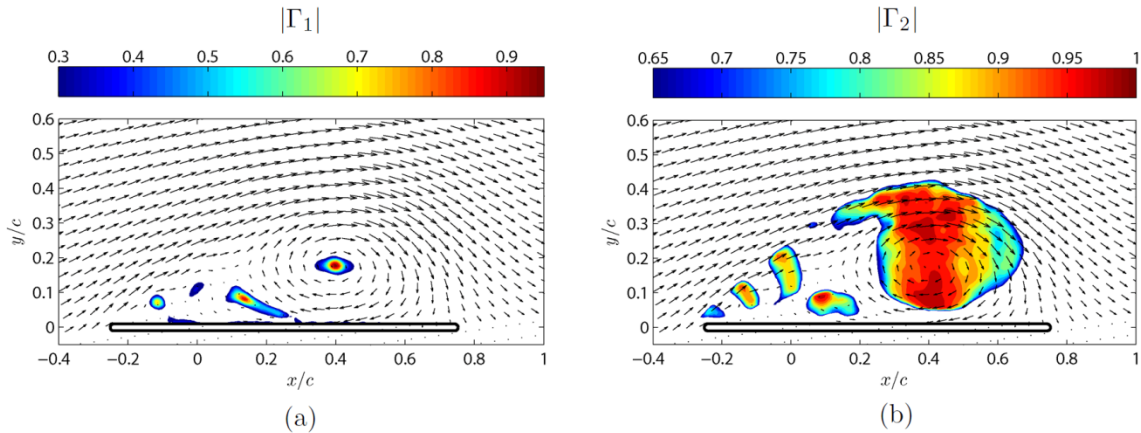 |Γ1| |Γ2|
0.3 0.4 0.5 0.6 0.7 0.8 0.9 0.65 0.7 0.75 0.8 0.85 0.9 0.95 1
0.6 0.6
0.5 0.5
0.4 0.4
y/c 0.3 y/c 0.3
0.2 0.2
0.1 0.1
0 0
−0.4 −0.2 0 0.2 0.4 0.6 0.8 1 −0.4 −0.2 0 0.2 0.4 0.6 0.8 1
x/c x/c
(a) (b)